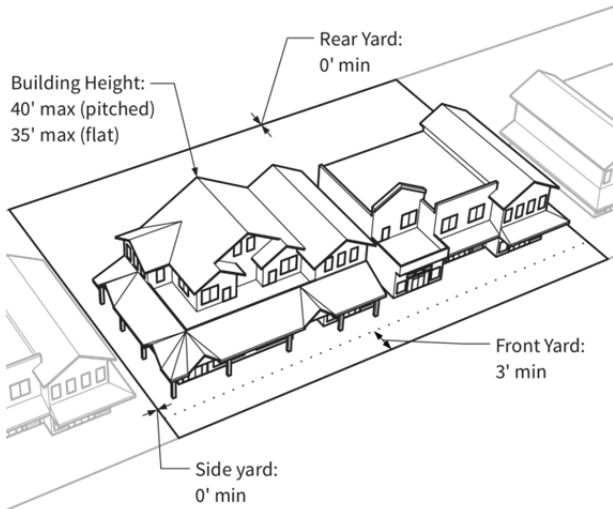 Rear Yard:
0' min
Building Height:
40' max (pitched)
35' max (flat)
Front Yard:
3' min
Side yard:
0' min